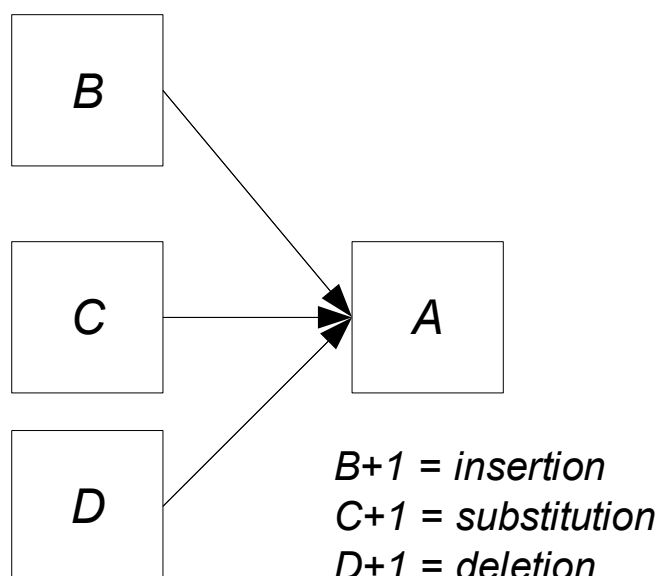 B
C
A
D
B+1 = insertion
C+1 = substitution
D+1 = deletion